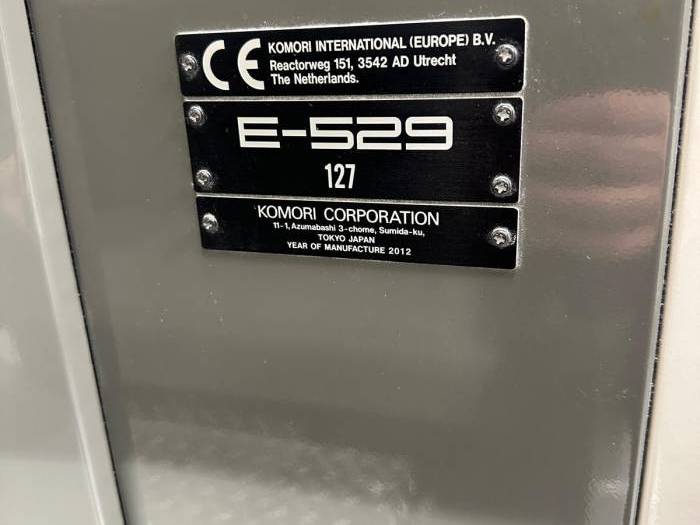 CE KOMORI INTERNATIONAL (EUROPE) B.V.
Reactorweg 151, 3542 AD Utrecht
The Netherlands.
E-529
127
KOMORI CORPORATION
11-1, Azumabashi 3-chome, Sumida-ku,
TOKYO JAPAN
YEAR OF MANUFACTURE 2012